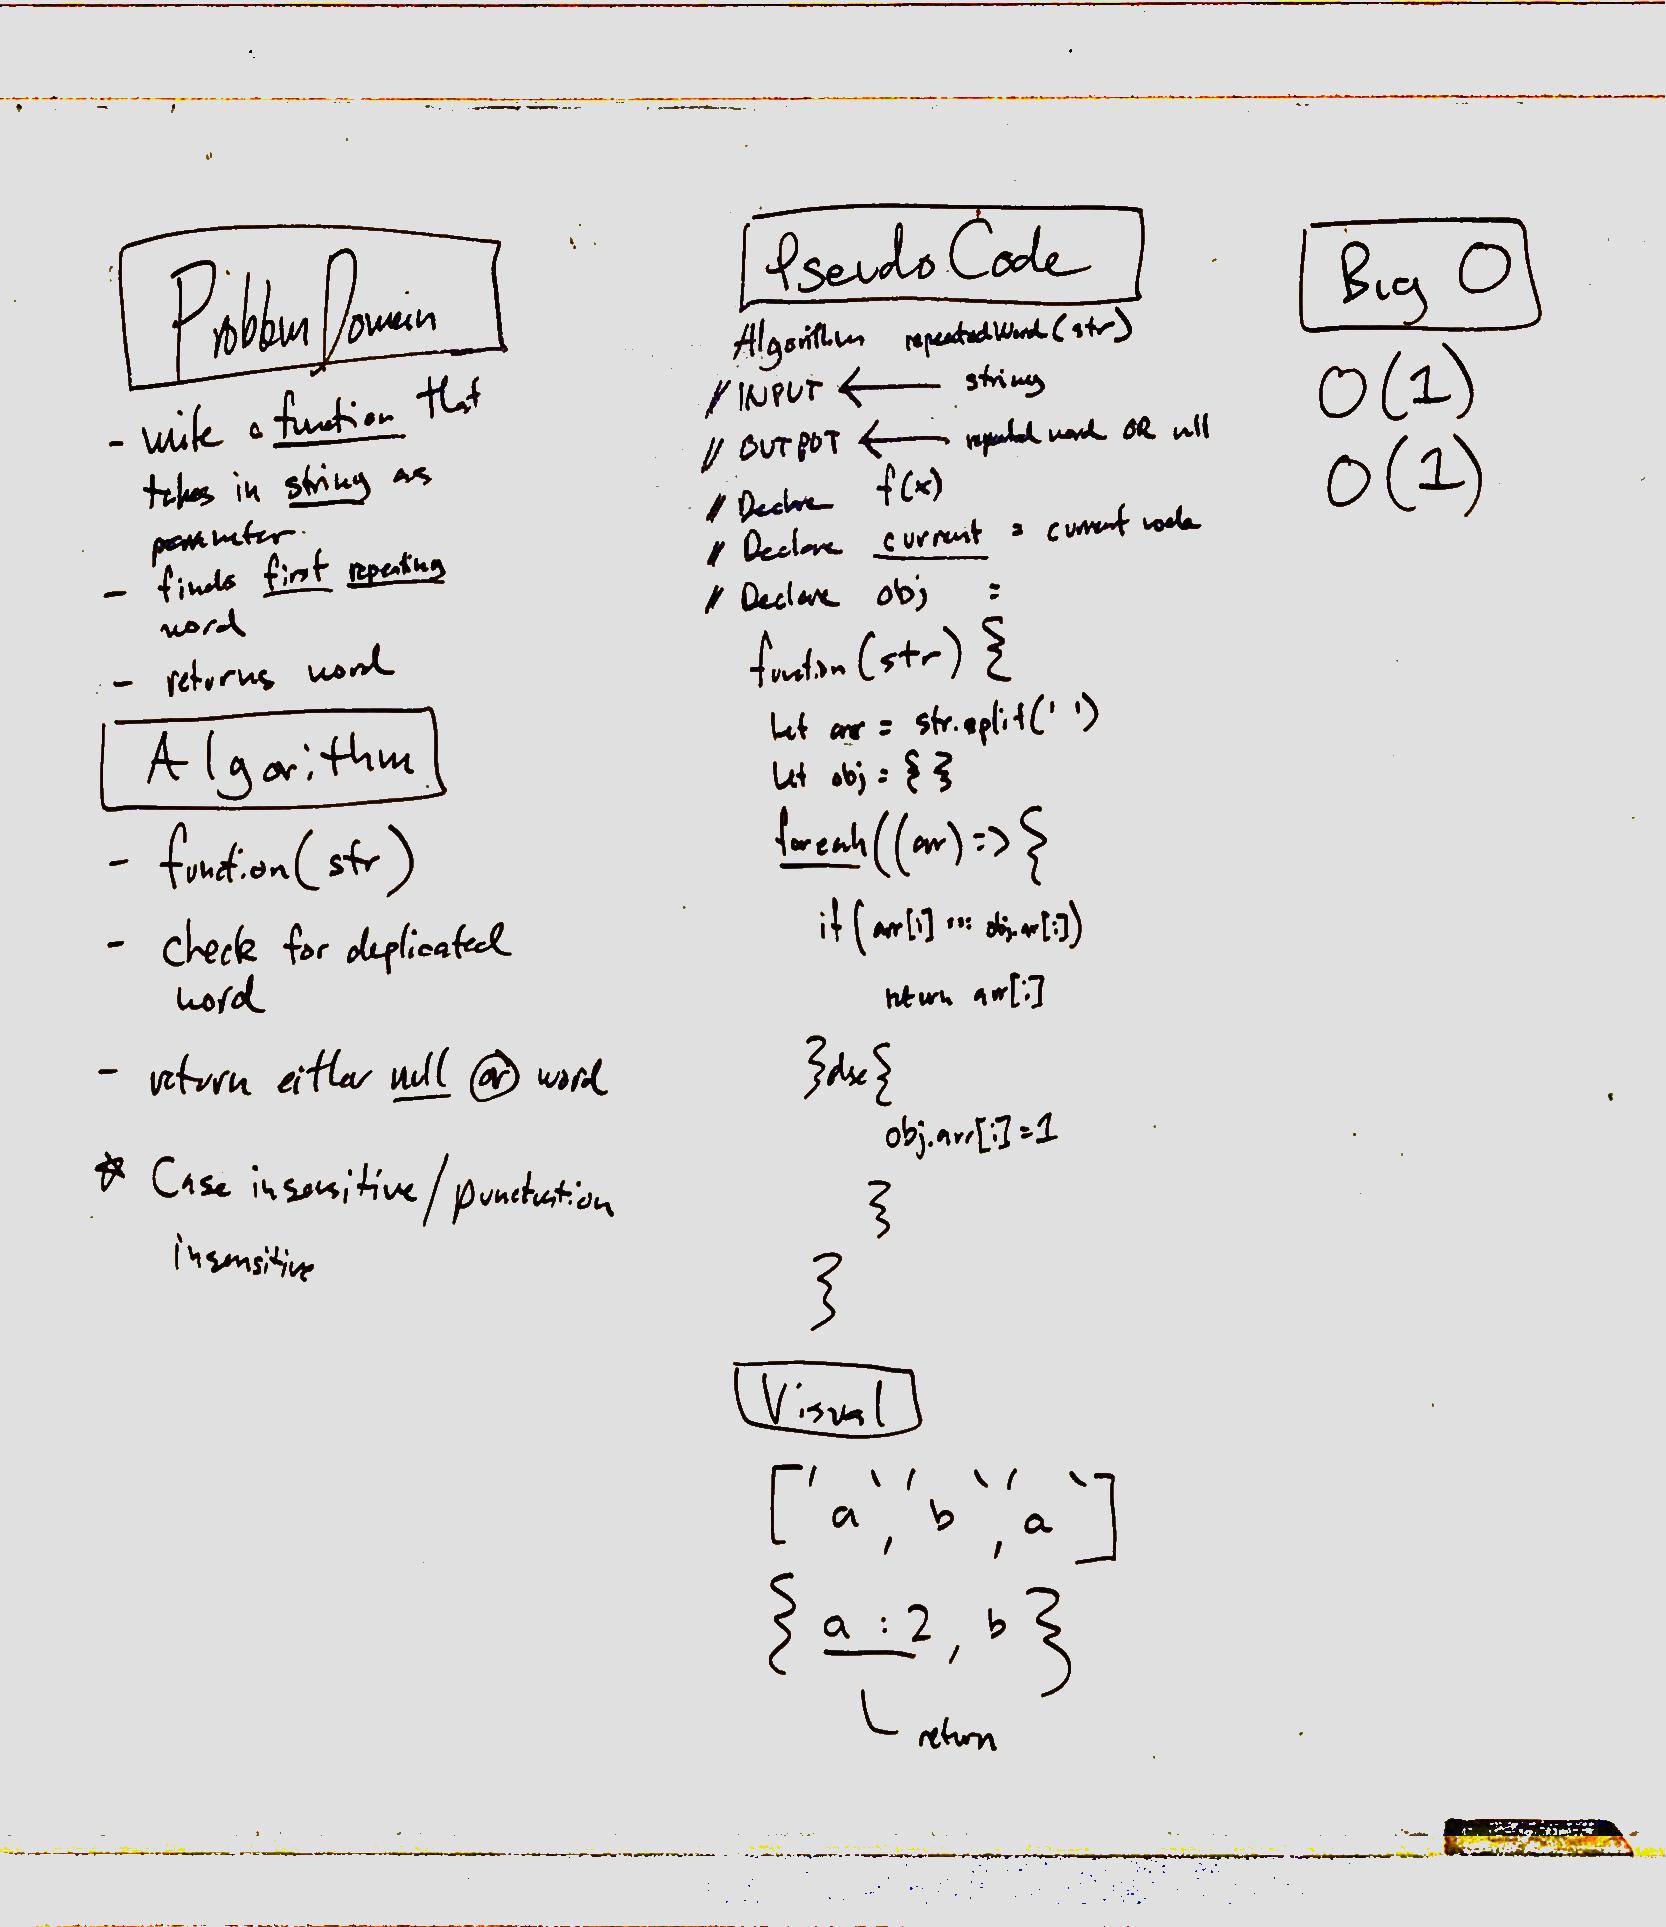 Problem Domain
- write a function that
takes in string as
parameter.
- finds first repeating
word
- returns word
Algorithm
- function(str)
- check for duplicated
word
- return either null or word
☆ Case insensitive/punctuation
insensitive
Pseudo Code
Algorithm repeatedWord(str)
// INPUT ← string
// OUTPUT ← repeated word OR null
// Declare f(x)
// Declare current = current node
// Declare obj =
function(str) {
let arr = str.split(' ')
let obj = { }
foreach((arr) => {
if (arr[i] === obj.arr[i])
return arr[i]
} else {
obj.arr[i] = 1
}
}
Visual
['a', 'b', 'a']
{ a : 2, b }
return
Big O
O(1)
O(1)